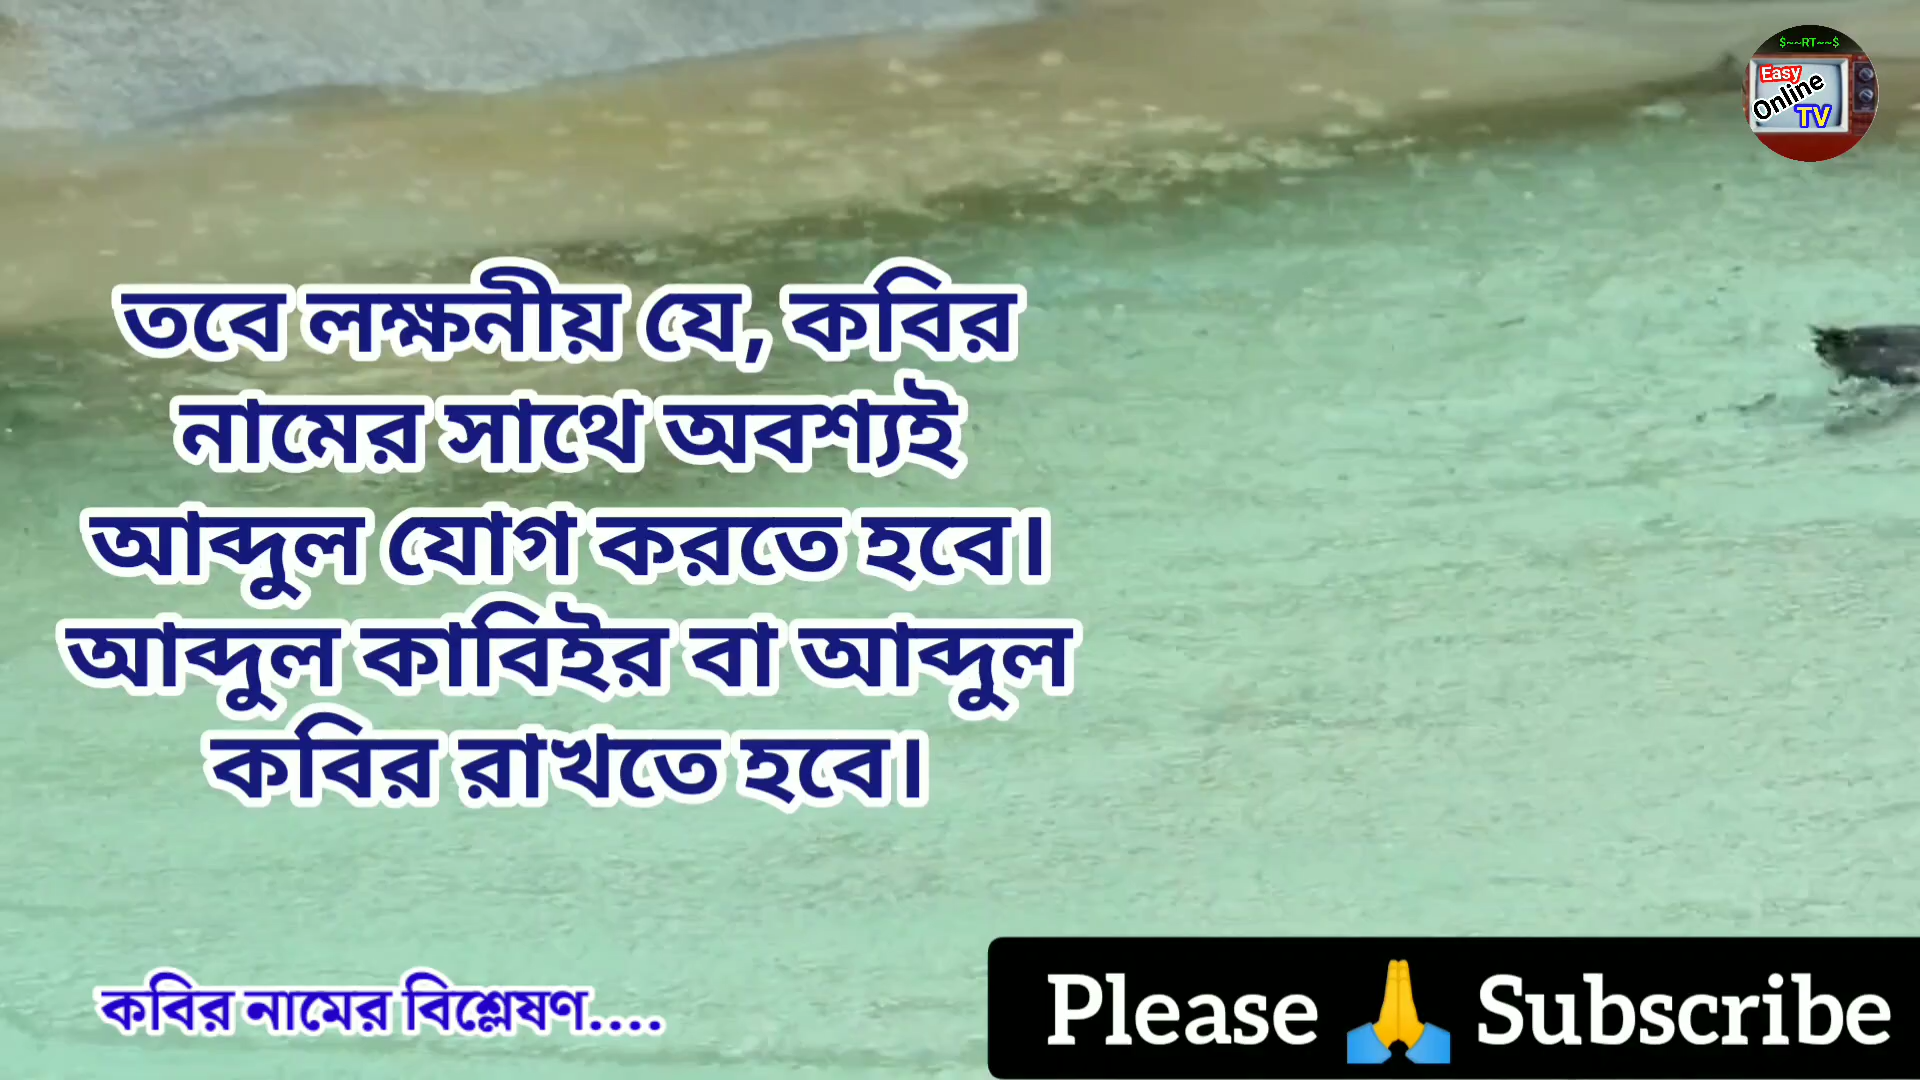 $~~RT~~$
Easy
Online
TV
তবে লক্ষনীয় যে, কবির
নামের সাথে অবশ্যই
আব্দুল যোগ করতে হবে।
আব্দুল কাবিইর বা আব্দুল
কবির রাখতে হবে।
কবির নামের বিশ্লেষণ....
Please 🙏 Subscribe